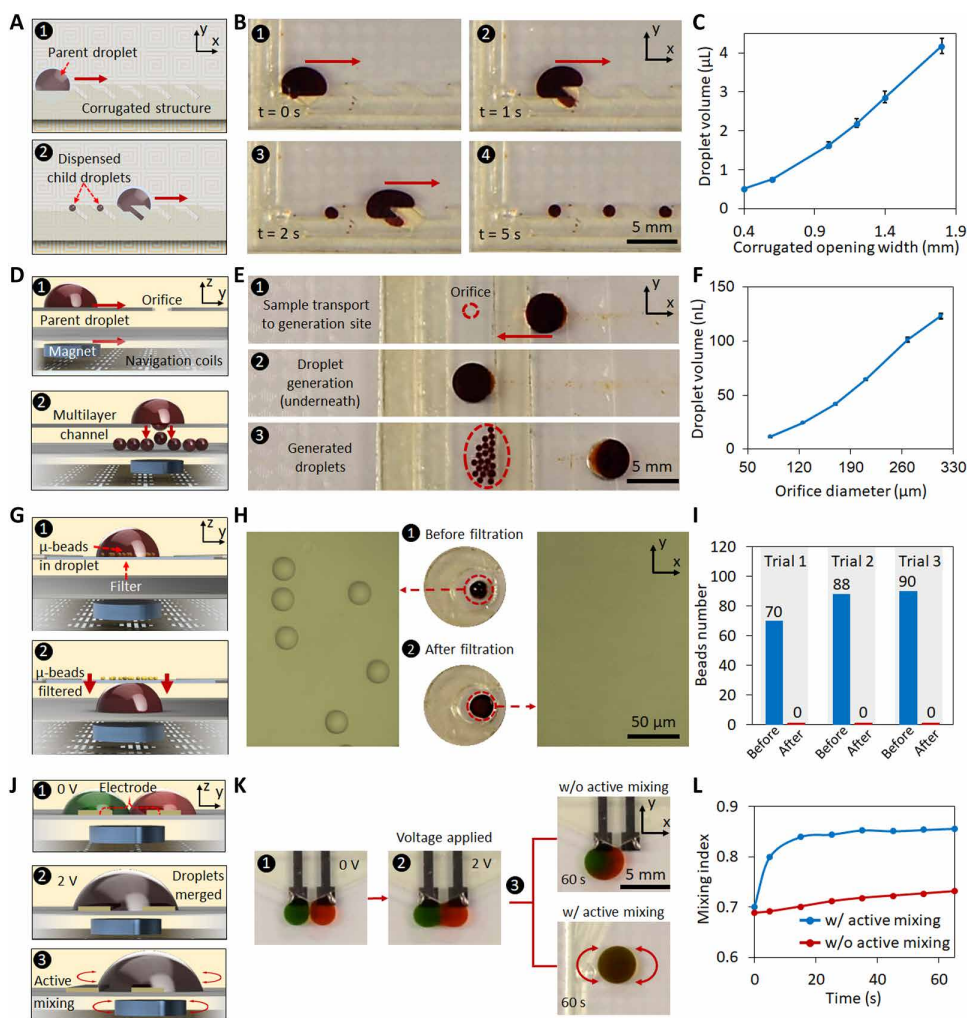 A
1
Parent droplet
y
x
Corrugated structure
2
Dispensed
child droplets
B
1
t = 0 s
2
y
x
t = 1 s
3
t = 2 s
4
t = 5 s
5 mm
C
Droplet volume (µL)
4
3
2
1
0
0.4
0.9
1.4
1.9
Corrugated opening width (mm)
D
1
z
y
Orifice
Parent droplet
Magnet
Navigation coils
2
Multilayer
channel
E
1
Sample transport
to generation site
Orifice
y
x
2
Droplet
generation
(underneath)
3
Generated
droplets
5 mm
F
Droplet volume (nL)
150
100
50
0
50
120
190
260
330
Orifice diameter (µm)
G
1
z
y
µ-beads
in droplet
Filter
2
µ-beads
filtered
H
1 Before filtration
2 After filtration
y
x
50 µm
I
Beads number
120
100
80
60
40
20
0
Trial 1
Trial 2
Trial 3
70
0
88
0
90
0
Before
After
Before
After
Before
After
J
1
0 V
Electrode
z
y
2
2 V
Droplets
merged
3
Active
mixing
K
1
0 V
Voltage applied
2
2 V
3
w/o active mixing
y
x
60 s
5 mm
w/ active mixing
60 s
L
Mixing index
0.9
0.8
0.7
0.6
w/ active mixing
w/o active mixing
0
20
40
60
Time (s)